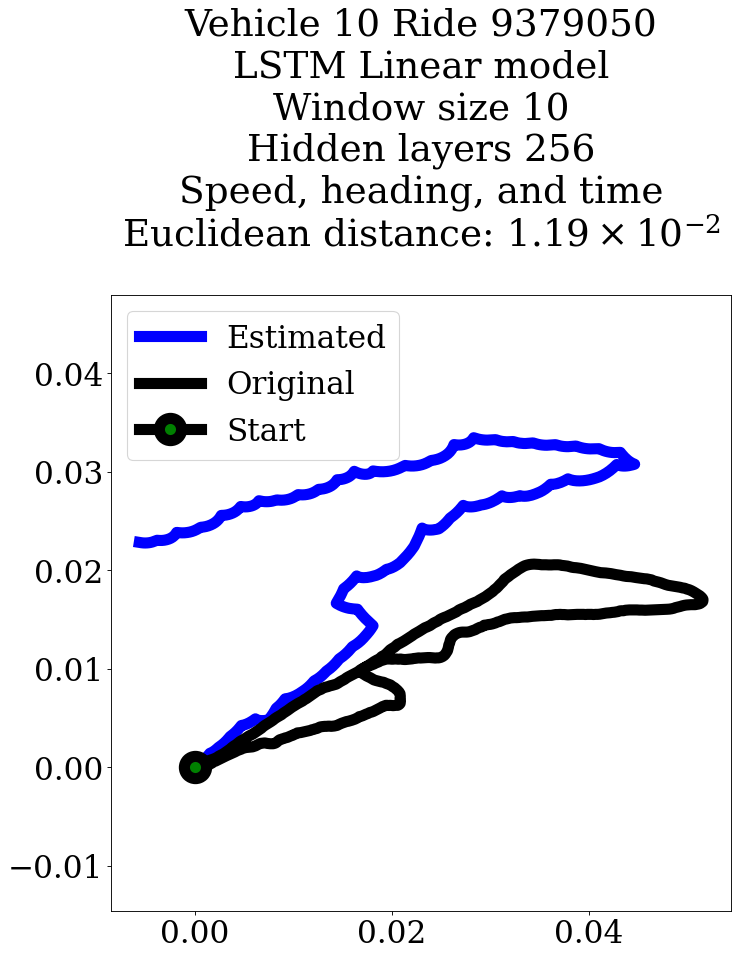 Vehicle 10 Ride 9379050
LSTM Linear model
Window size 10
Hidden layers 256
Speed, heading, and time
Euclidean distance: 1.19 × 10⁻²
Estimated
Original
Start
0.04
0.03
0.02
0.01
0.00
−0.01
0.00 0.02 0.04